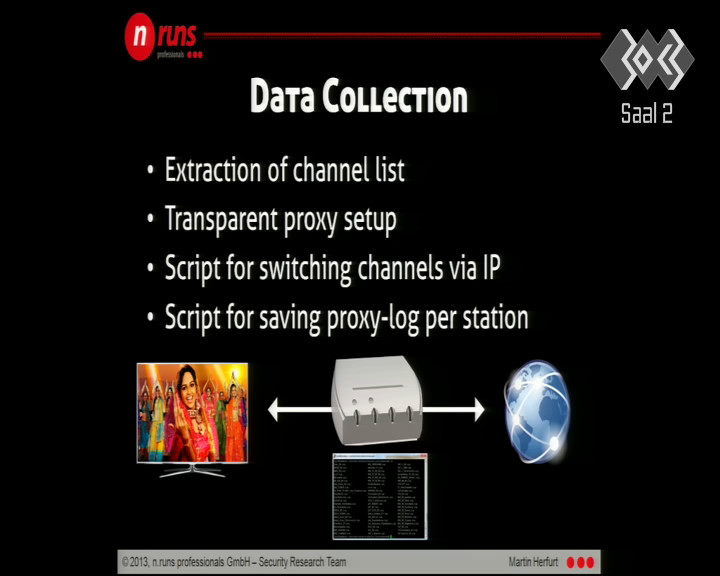 n runs
professionals
Saal 2
Data Collection
• Extraction of channel list
• Transparent proxy setup
• Script for switching channels via IP
• Script for saving proxy-log per station
© 2013, n.runs professionals GmbH – Security Research Team
Martin Herfurt